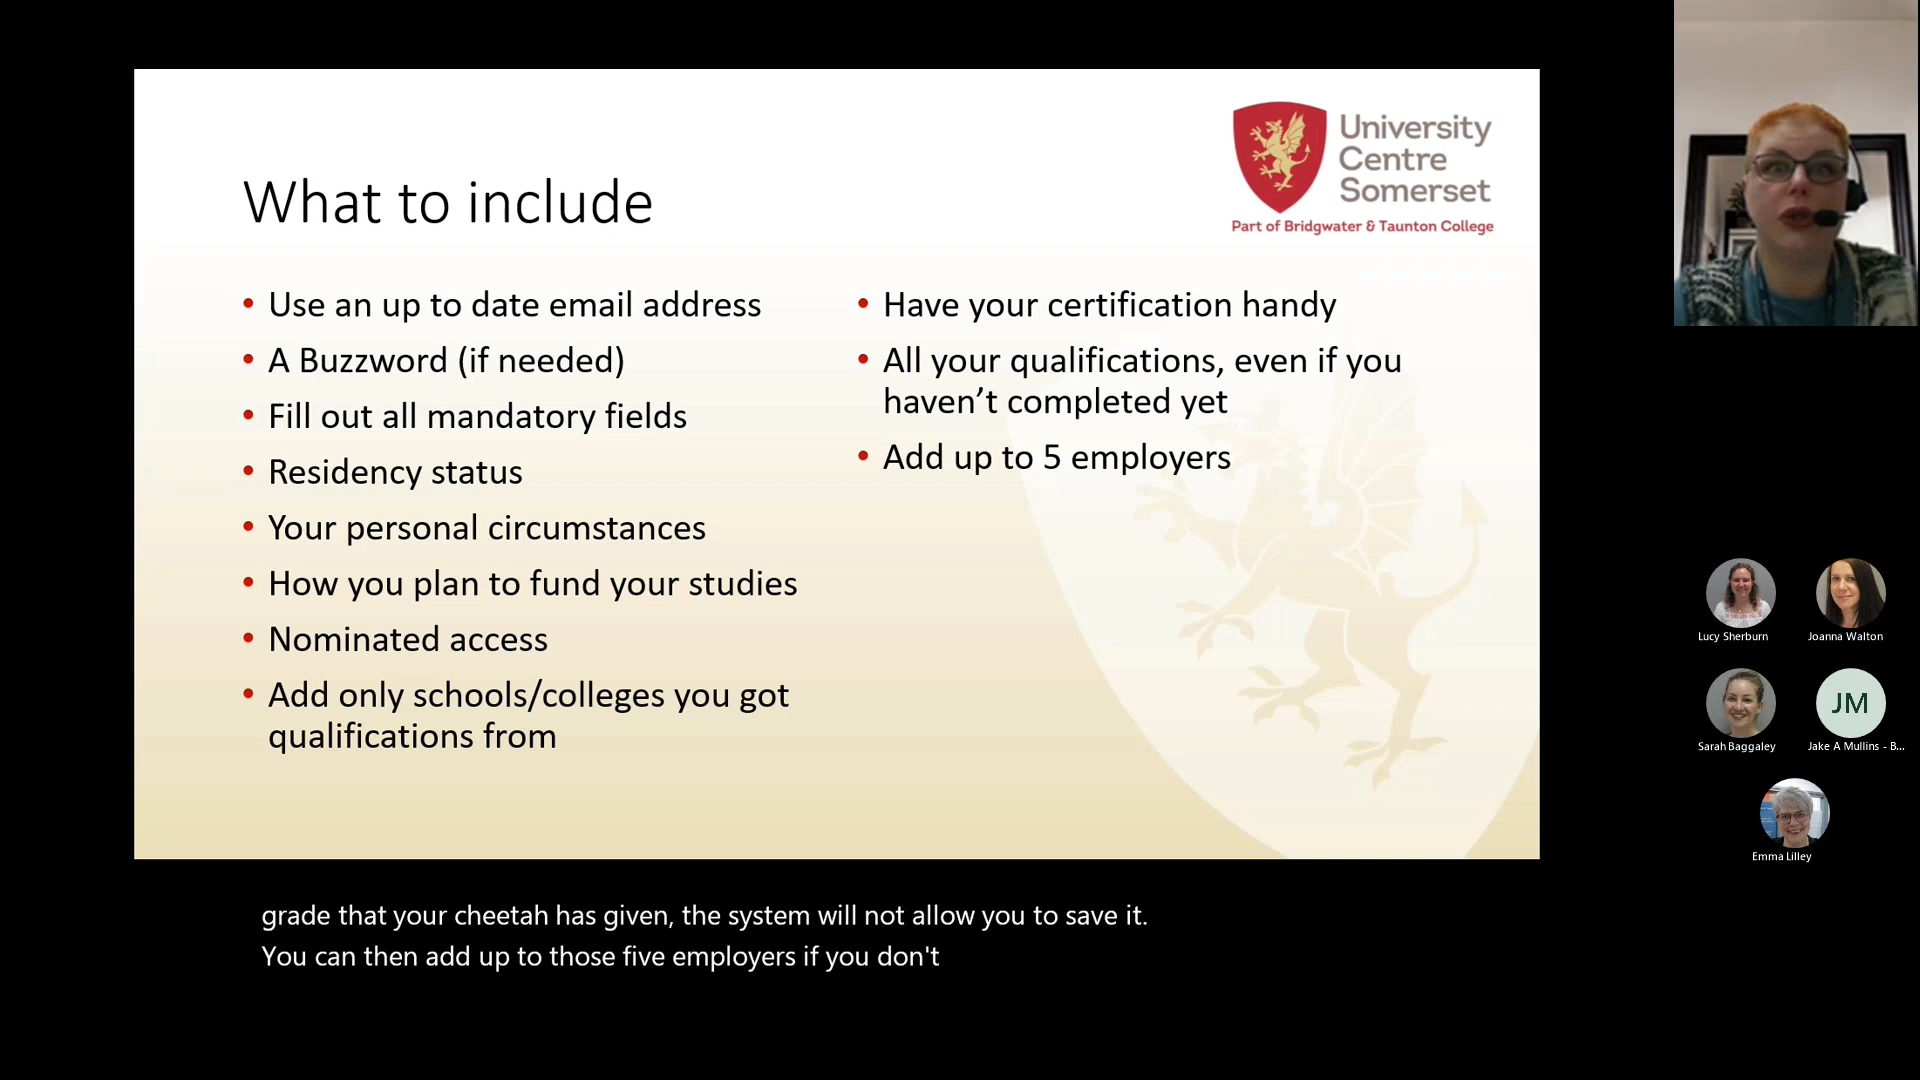 University
Centre
Somerset
Part of Bridgwater & Taunton College
What to include
• Use an up to date email address
• A Buzzword (if needed)
• Fill out all mandatory fields
• Residency status
• Your personal circumstances
• How you plan to fund your studies
• Nominated access
• Add only schools/colleges you got
qualifications from
• Have your certification handy
• All your qualifications, even if you
haven’t completed yet
• Add up to 5 employers
Lucy Sherburn
Joanna Walton
JM
Sarah Baggaley
Jake A Mullins - B...
Emma Lilley
grade that your cheetah has given, the system will not allow you to save it.
You can then add up to those five employers if you don't